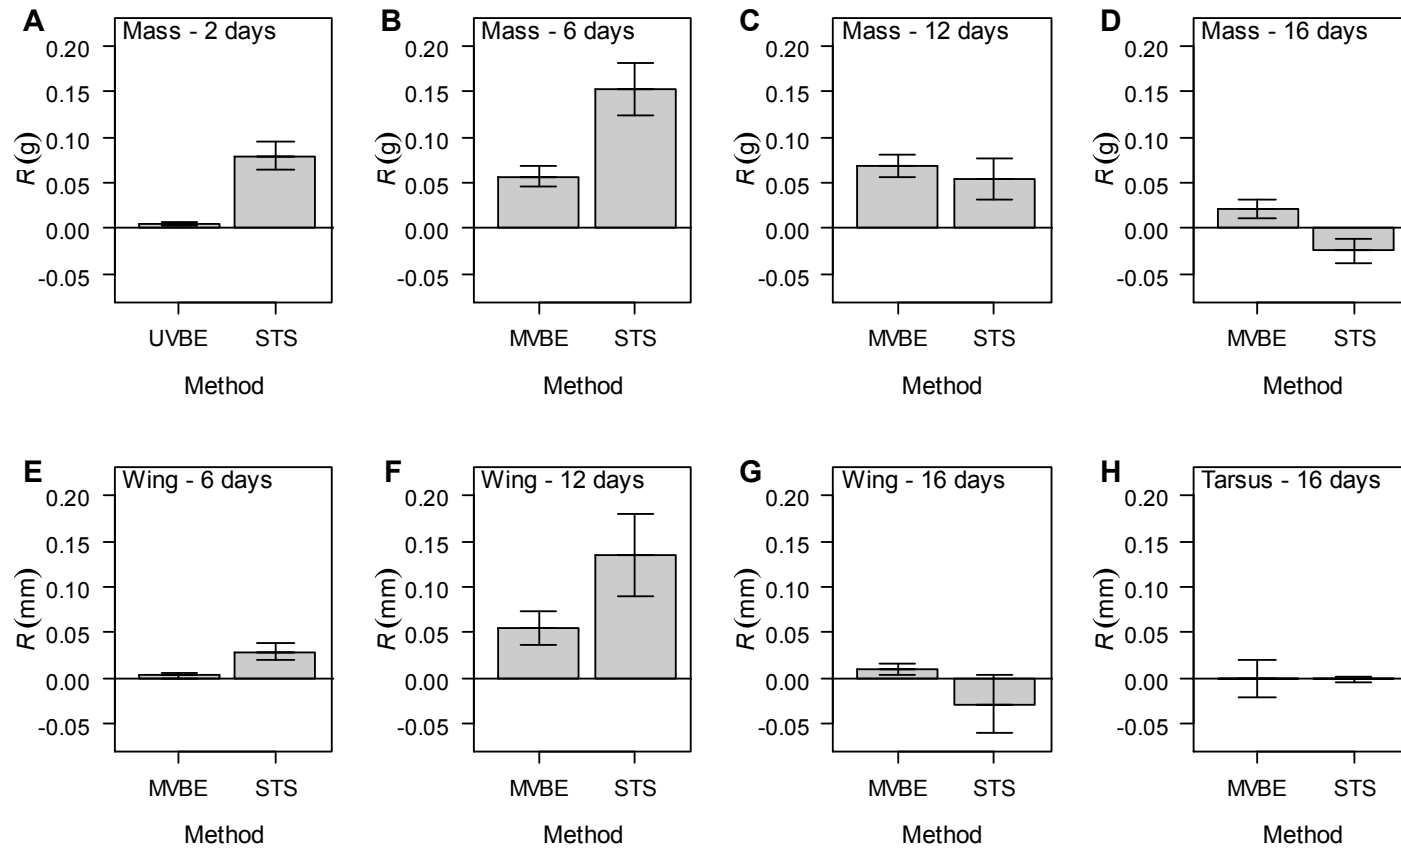 A
Mass - 2 days
0.20
0.15
0.10
0.05
0.00
-0.05
R (g)
UVBE STS
Method
B
Mass - 6 days
0.20
0.15
0.10
0.05
0.00
-0.05
R (g)
MVBE STS
Method
C
Mass - 12 days
0.20
0.15
0.10
0.05
0.00
-0.05
R (g)
MVBE STS
Method
D
Mass - 16 days
0.20
0.15
0.10
0.05
0.00
-0.05
R (g)
MVBE STS
Method
E
Wing - 6 days
0.20
0.15
0.10
0.05
0.00
-0.05
R (mm)
MVBE STS
Method
F
Wing - 12 days
0.20
0.15
0.10
0.05
0.00
-0.05
R (mm)
MVBE STS
Method
G
Wing - 16 days
0.20
0.15
0.10
0.05
0.00
-0.05
R (mm)
MVBE STS
Method
H
Tarsus - 16 days
0.20
0.15
0.10
0.05
0.00
-0.05
R (mm)
MVBE STS
Method